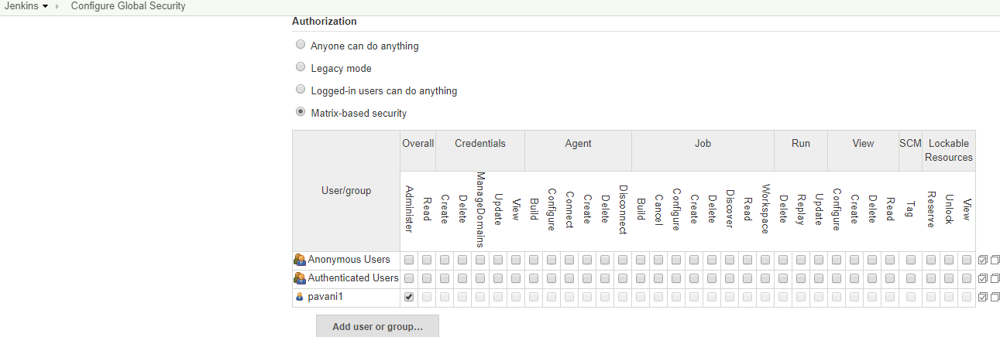 Jenkins Configure Global Security
Authorization
Anyone can do anything
Legacy mode
Logged-in users can do anything
Matrix-based security
User/group Overall Credentials Agent Job Run View SCM Lockable Resources
Administer Read Create Delete ManageDomains Update View Build Configure Connect Create Delete Disconnect Build Cancel Configure Create Delete Discover Read Workspace Delete Replay Update Configure Create Delete Read Tag Reserve Unlock View
Anonymous Users
Authenticated Users
pavani1
Add user or group...